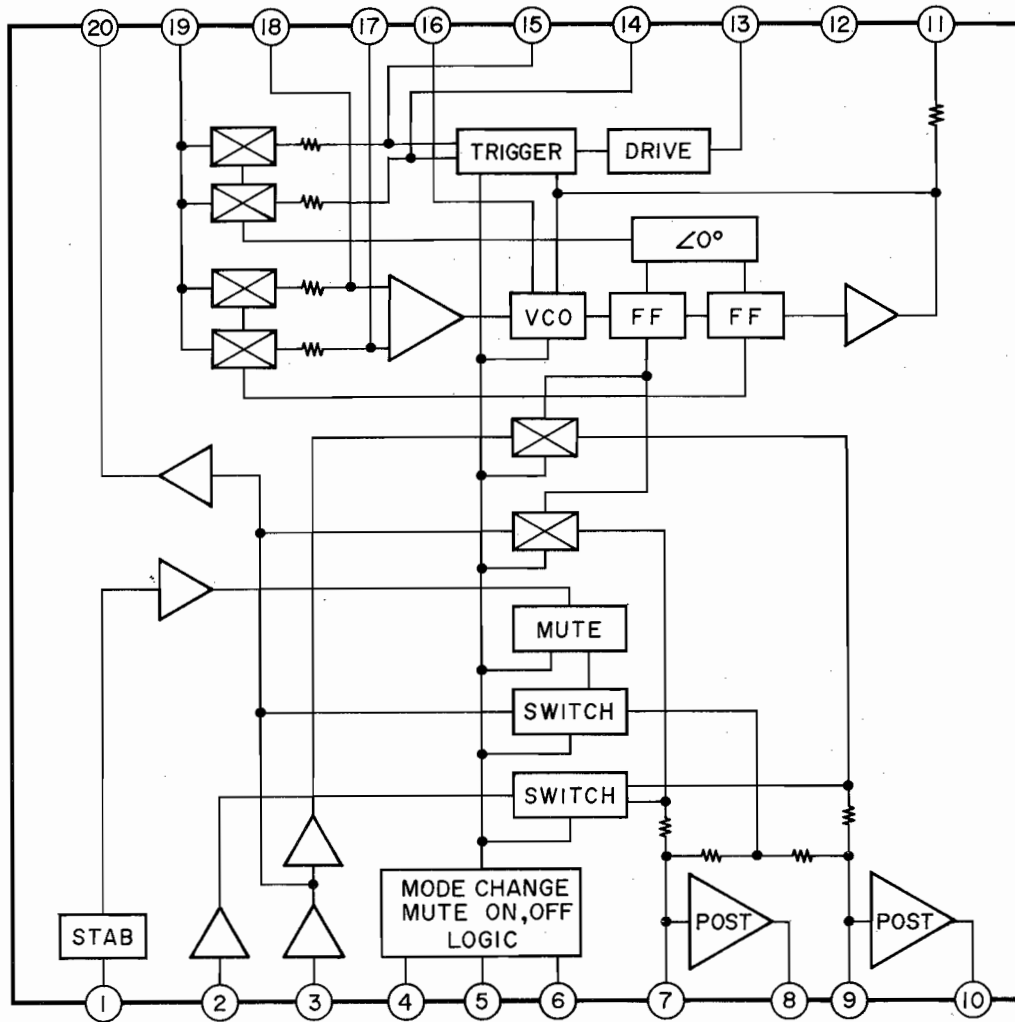 20 19 18 17 16 15 14 13 12 11
TRIGGER DRIVE
∠0°
VCO FF FF
MUTE
SWITCH
SWITCH
MODE CHANGE
MUTE ON,OFF
LOGIC
STAB POST POST
1 2 3 4 5 6 7 8 9 10